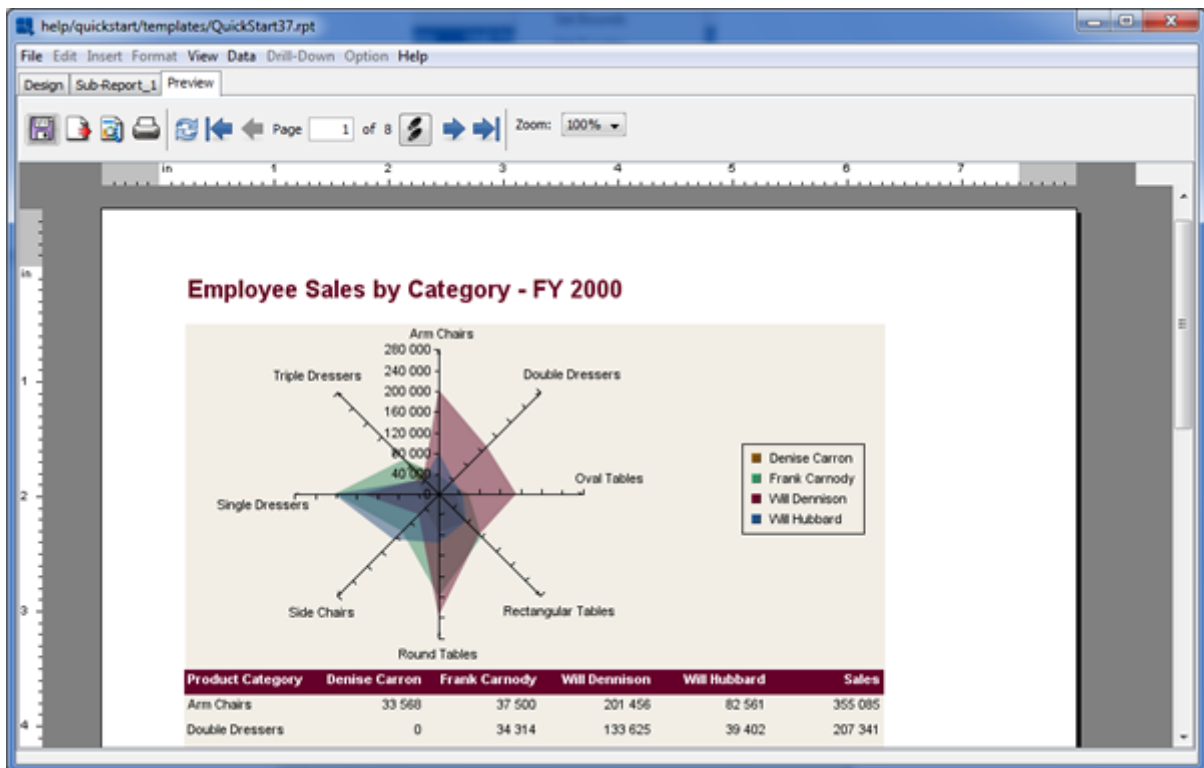 help/quickstart/templates/QuickStart37.rpt
File Edit Insert Format View Data Drill-Down Option Help
Design Sub-Report_1 Preview
Page 1 of 8 Zoom: 100%
in 1 2 3 4 5 6 7
in
1
2
3
4
Employee Sales by Category - FY 2000
Arm Chairs
280 000
240 000
200 000
160 000
120 000
80 000
40 000
0
Triple Dressers
Double Dressers
Oval Tables
Single Dressers
Side Chairs
Rectangular Tables
Round Tables
Denise Carron
Frank Carnody
Will Dennison
Will Hubbard
Product Category Denise Carron Frank Carnody Will Dennison Will Hubbard Sales
Arm Chairs 33 568 37 500 201 456 82 561 355 085
Double Dressers 0 34 314 133 625 39 402 207 341